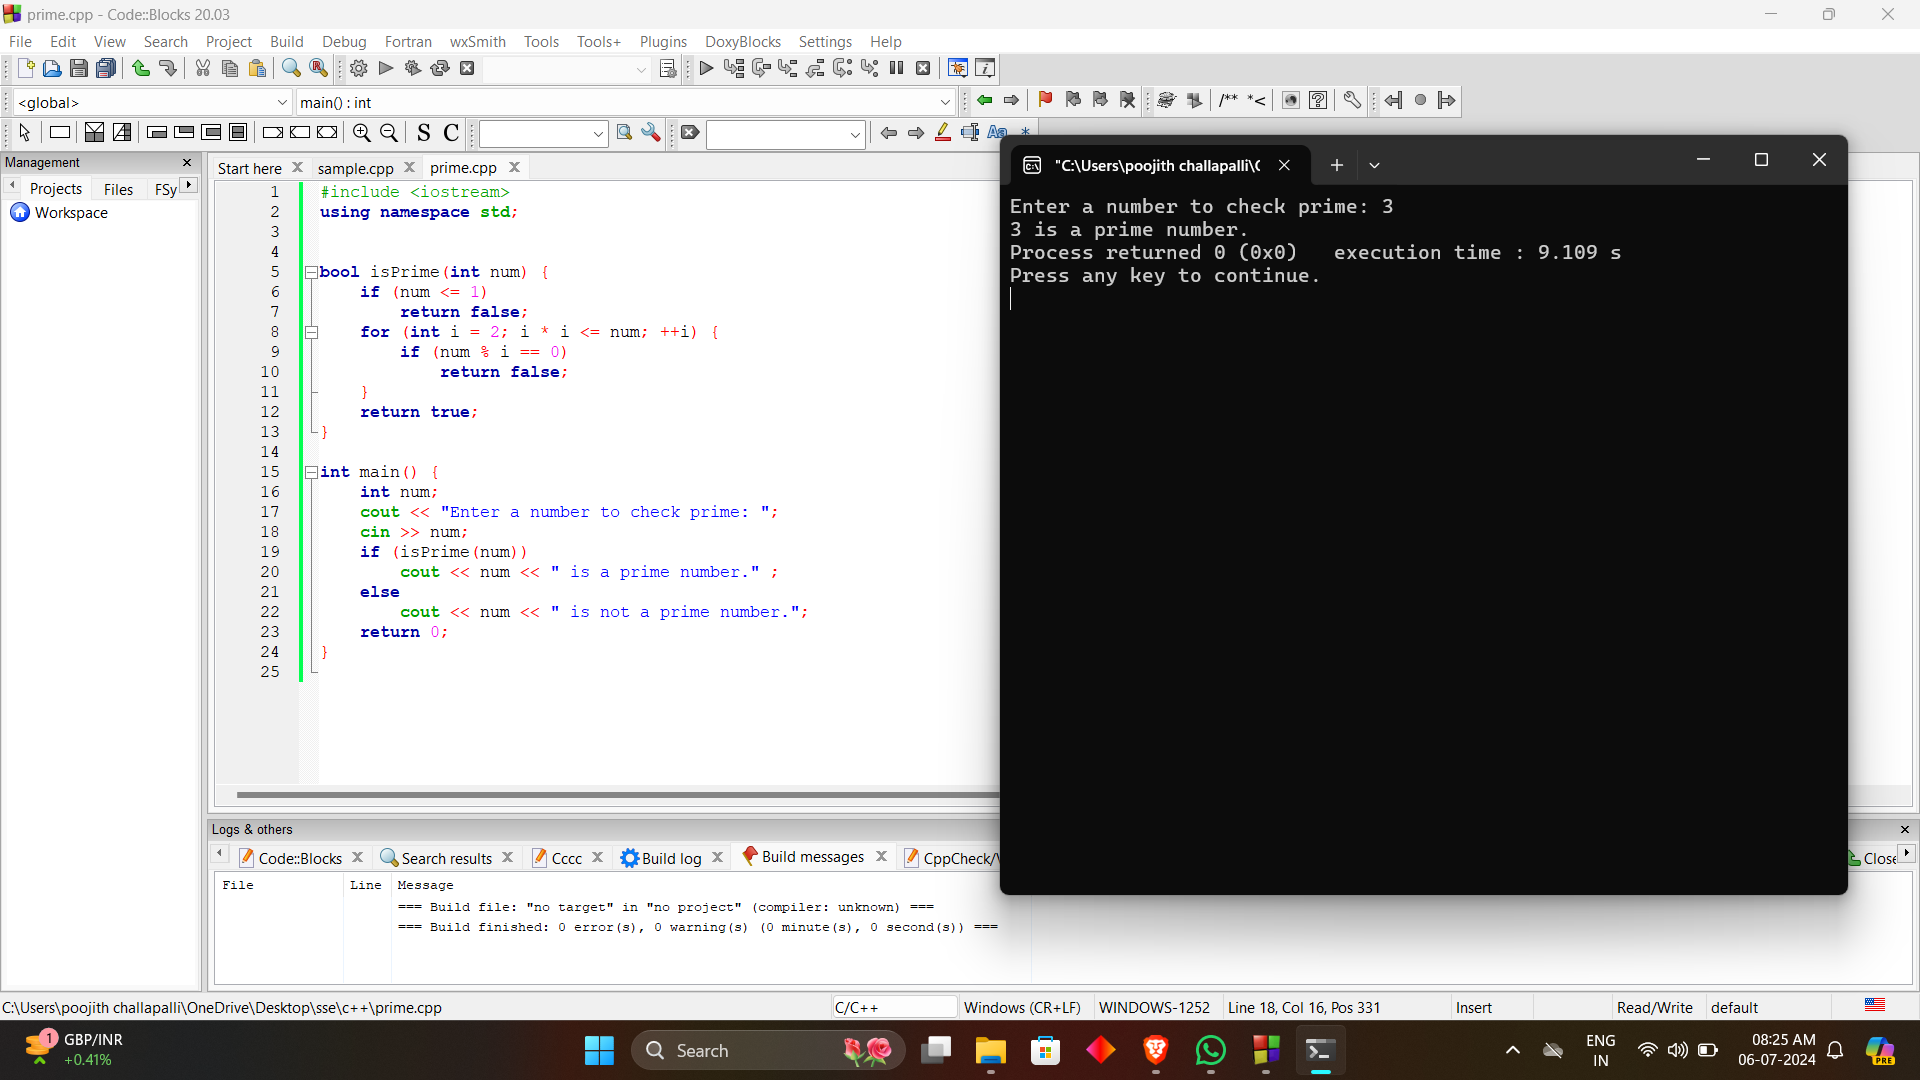 prime.cpp - Code::Blocks 20.03
File Edit View Search Project Build Debug Fortran wxSmith Tools Tools+ Plugins DoxyBlocks Settings Help
<global> main() : int
/** *<
S C
Management
Projects Files FSy
Workspace
Start here sample.cpp prime.cpp
1 #include <iostream>
2 using namespace std;
3
4
5 bool isPrime(int num) {
6 if (num <= 1)
7 return false;
8 for (int i = 2; i * i <= num; ++i) {
9 if (num % i == 0)
10 return false;
11 }
12 return true;
13 }
14
15 int main() {
16 int num;
17 cout << "Enter a number to check prime: ";
18 cin >> num;
19 if (isPrime(num))
20 cout << num << " is a prime number." ;
21 else
22 cout << num << " is not a prime number.";
23 return 0;
24 }
25
"C:\Users\poojith challapalli\(
Enter a number to check prime: 3
3 is a prime number.
Process returned 0 (0x0)   execution time : 9.109 s
Press any key to continue.
Logs & others
Code::Blocks Search results Cccc Build log Build messages CppCheck/ Close
File Line Message
=== Build file: "no target" in "no project" (compiler: unknown) ===
=== Build finished: 0 error(s), 0 warning(s) (0 minute(s), 0 second(s)) ===
C:\Users\poojith challapalli\OneDrive\Desktop\sse\c++\prime.cpp C/C++ Windows (CR+LF) WINDOWS-1252 Line 18, Col 16, Pos 331 Insert Read/Write default
1
GBP/INR
+0.41%
Search
ENG
IN
08:25 AM
06-07-2024
PRE